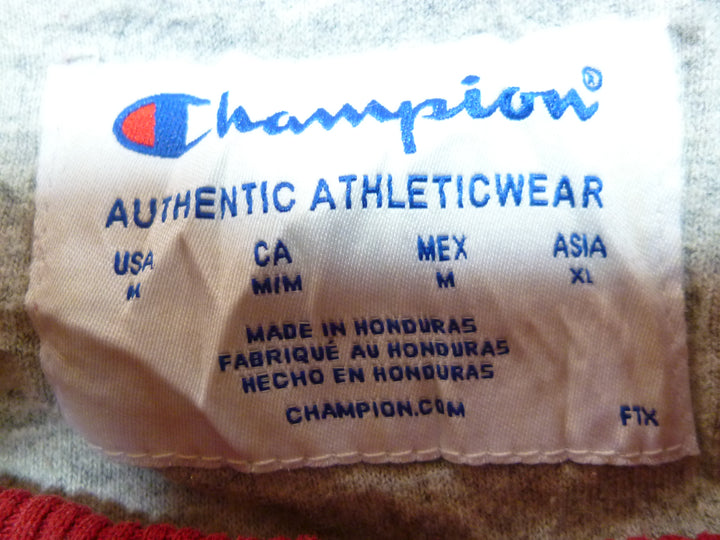 Champion®
AUTHENTIC ATHLETICWEAR
USA CA MEX ASIA
M M/M M XL
MADE IN HONDURAS
FABRIQUÉ AU HONDURAS
HECHO EN HONDURAS
CHAMPION.COM FTX